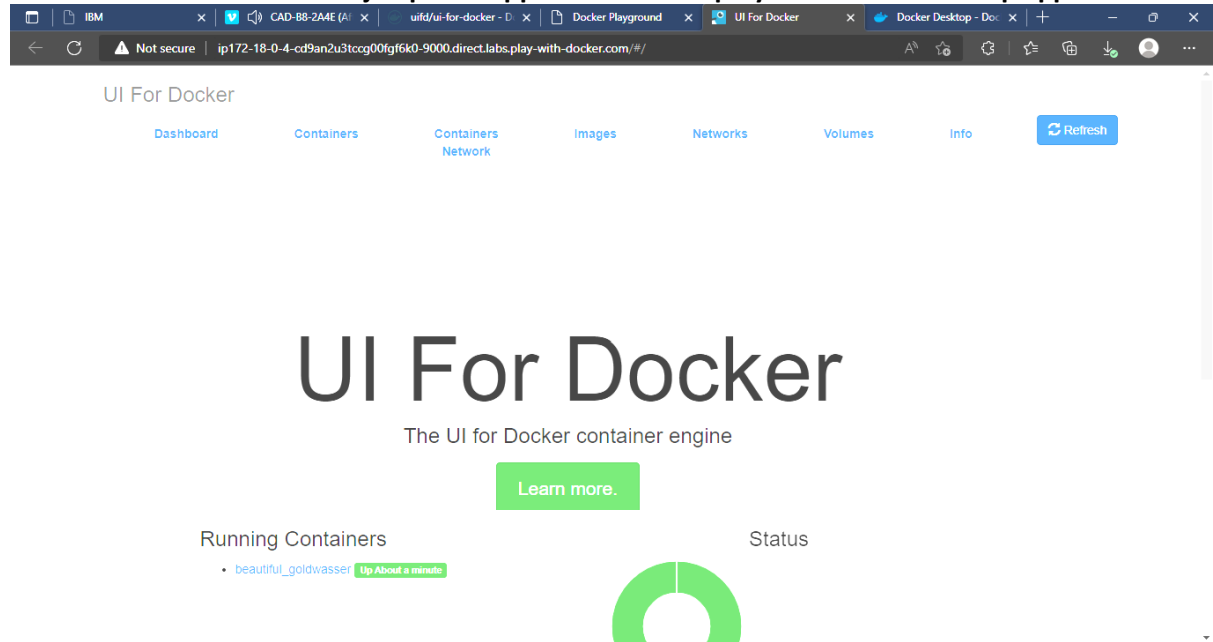 IBM
CAD-B8-2A4E (AF
uifd/ui-for-docker - D
Docker Playground
UI For Docker
Docker Desktop - Doc
Not secure
ip172-18-0-4-cd9an2u3tccg00fgf6k0-9000.direct.labs.play-with-docker.com/#/
UI For Docker
Dashboard
Containers
Containers
Network
Images
Networks
Volumes
Info
Refresh
UI For Docker
The UI for Docker container engine
Learn more.
Running Containers
Status
beautiful_goldwasser Up About a minute